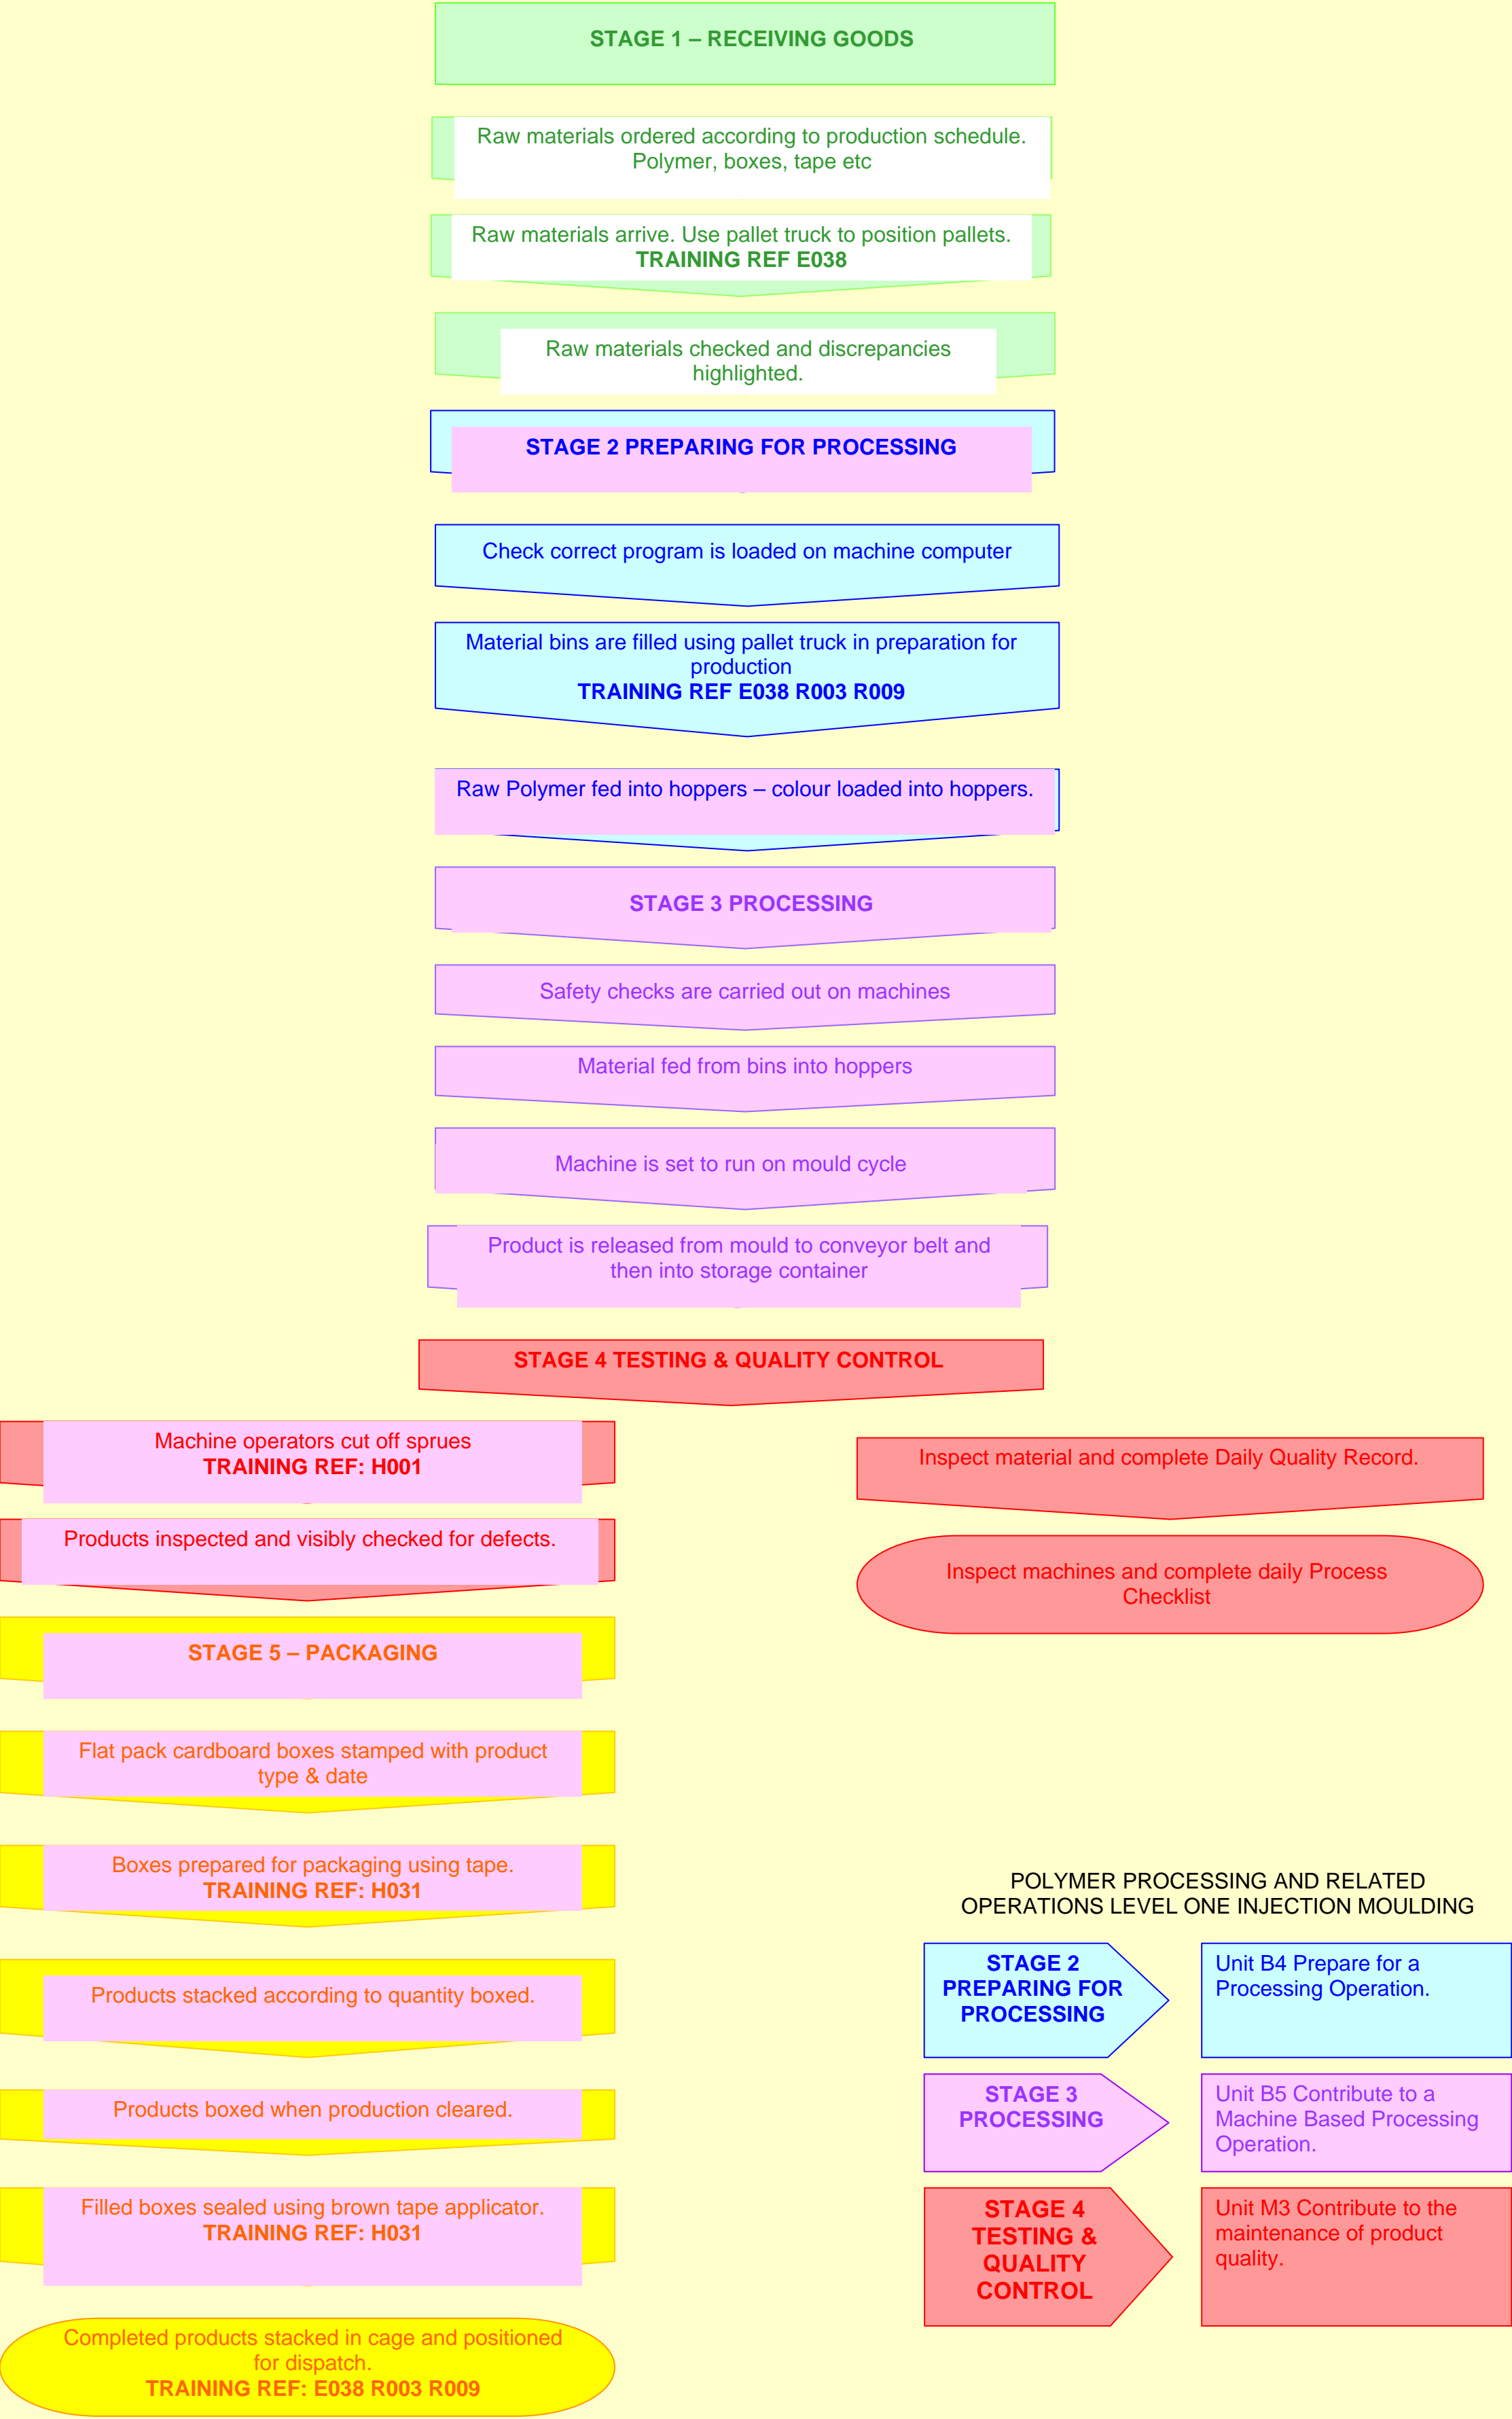 STAGE 1 – RECEIVING GOODS
Raw materials ordered according to production schedule.
Polymer, boxes, tape etc
Raw materials arrive. Use pallet truck to position pallets.
TRAINING REF E038
Raw materials checked and discrepancies
highlighted.
STAGE 2 PREPARING FOR PROCESSING
Check correct program is loaded on machine computer
Material bins are filled using pallet truck in preparation for
production
TRAINING REF E038 R003 R009
Raw Polymer fed into hoppers – colour loaded into hoppers.
STAGE 3 PROCESSING
Safety checks are carried out on machines
Material fed from bins into hoppers
Machine is set to run on mould cycle
Product is released from mould to conveyor belt and
then into storage container
STAGE 4 TESTING & QUALITY CONTROL
Machine operators cut off sprues
TRAINING REF: H001
Products inspected and visibly checked for defects.
Inspect material and complete Daily Quality Record.
Inspect machines and complete daily Process
Checklist
STAGE 5 – PACKAGING
Flat pack cardboard boxes stamped with product
type & date
Boxes prepared for packaging using tape.
TRAINING REF: H031
Products stacked according to quantity boxed.
Products boxed when production cleared.
Filled boxes sealed using brown tape applicator.
TRAINING REF: H031
Completed products stacked in cage and positioned
for dispatch.
TRAINING REF: E038 R003 R009
POLYMER PROCESSING AND RELATED
OPERATIONS LEVEL ONE INJECTION MOULDING
STAGE 2
PREPARING FOR
PROCESSING
Unit B4 Prepare for a
Processing Operation.
STAGE 3
PROCESSING
Unit B5 Contribute to a
Machine Based Processing
Operation.
STAGE 4
TESTING &
QUALITY
CONTROL
Unit M3 Contribute to the
maintenance of product
quality.